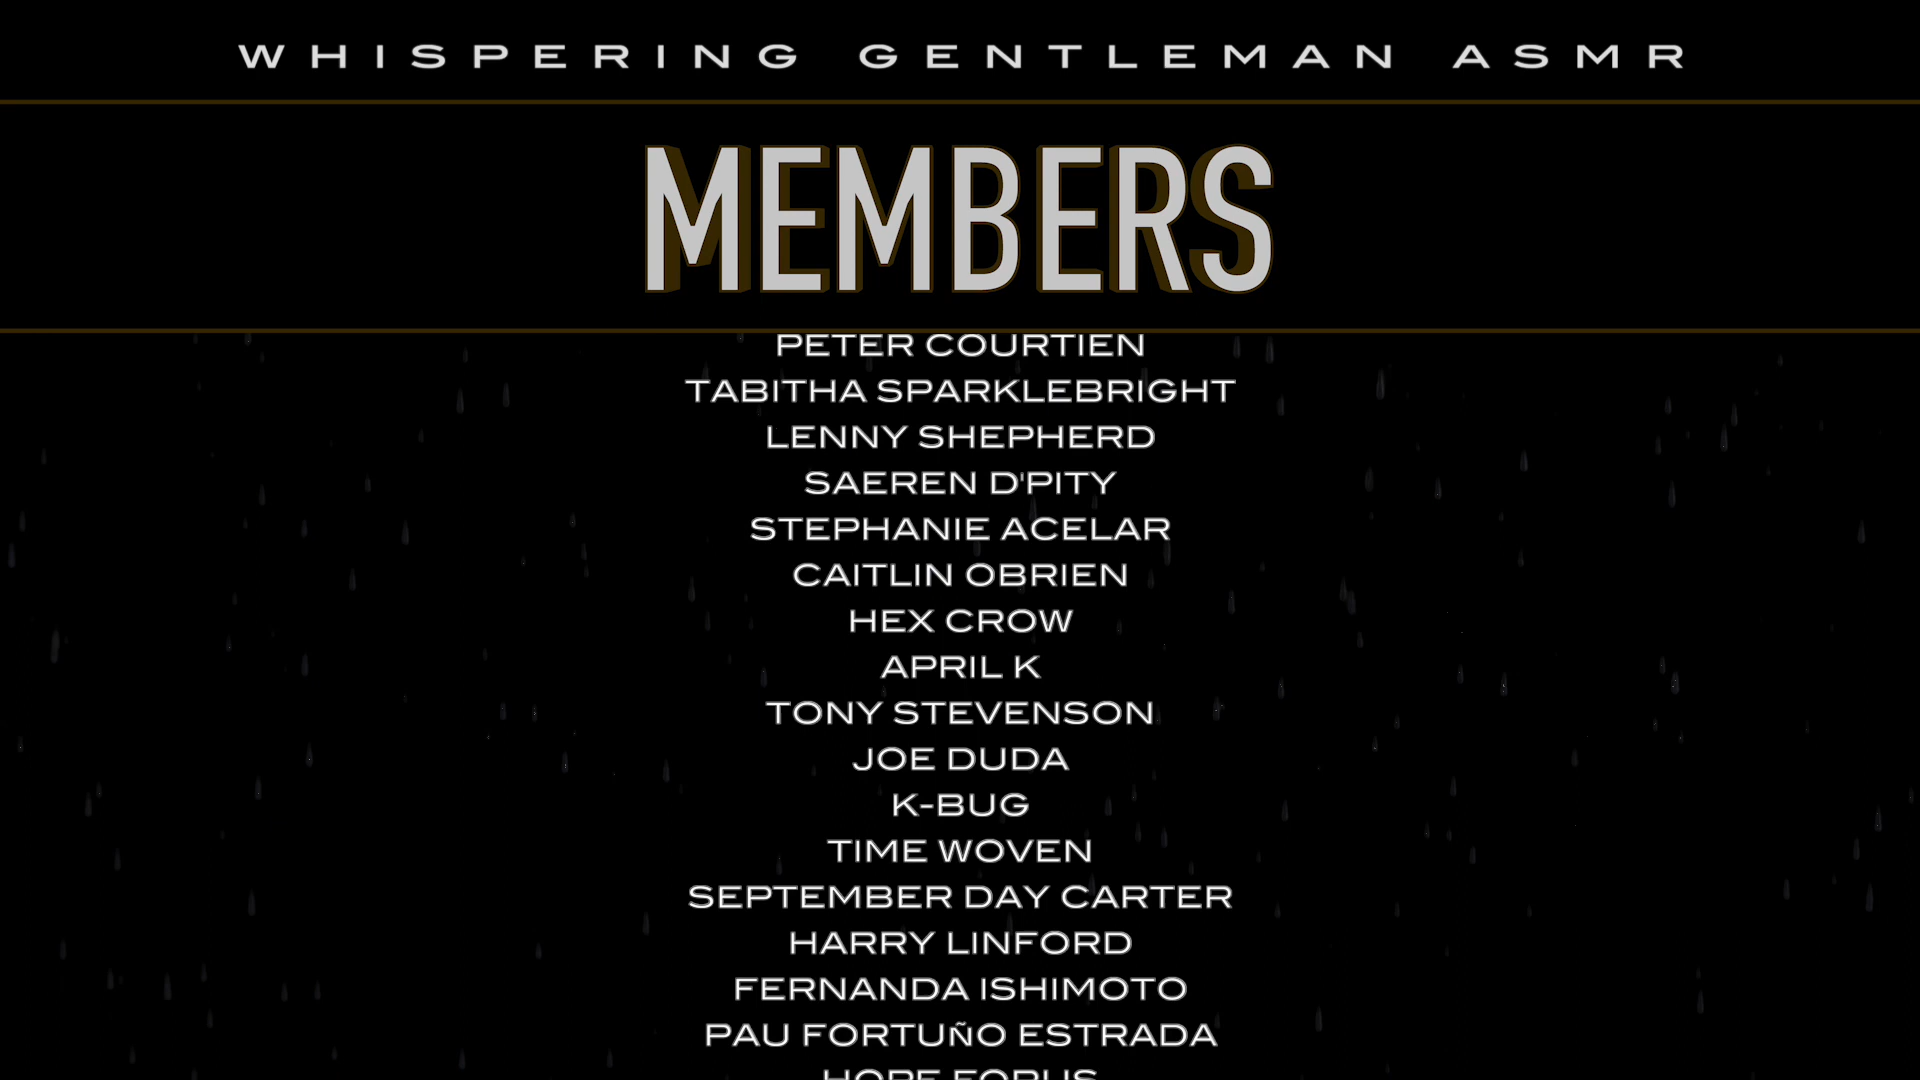 WHISPERING GENTLEMAN ASMR
MEMBERS
PETER COURTIEN
TABITHA SPARKLEBRIGHT
LENNY SHEPHERD
SAEREN D'PITY
STEPHANIE ACELAR
CAITLIN OBRIEN
HEX CROW
APRIL K
TONY STEVENSON
JOE DUDA
K-BUG
TIME WOVEN
SEPTEMBER DAY CARTER
HARRY LINFORD
FERNANDA ISHIMOTO
PAU FORTUÑO ESTRADA
HOPE